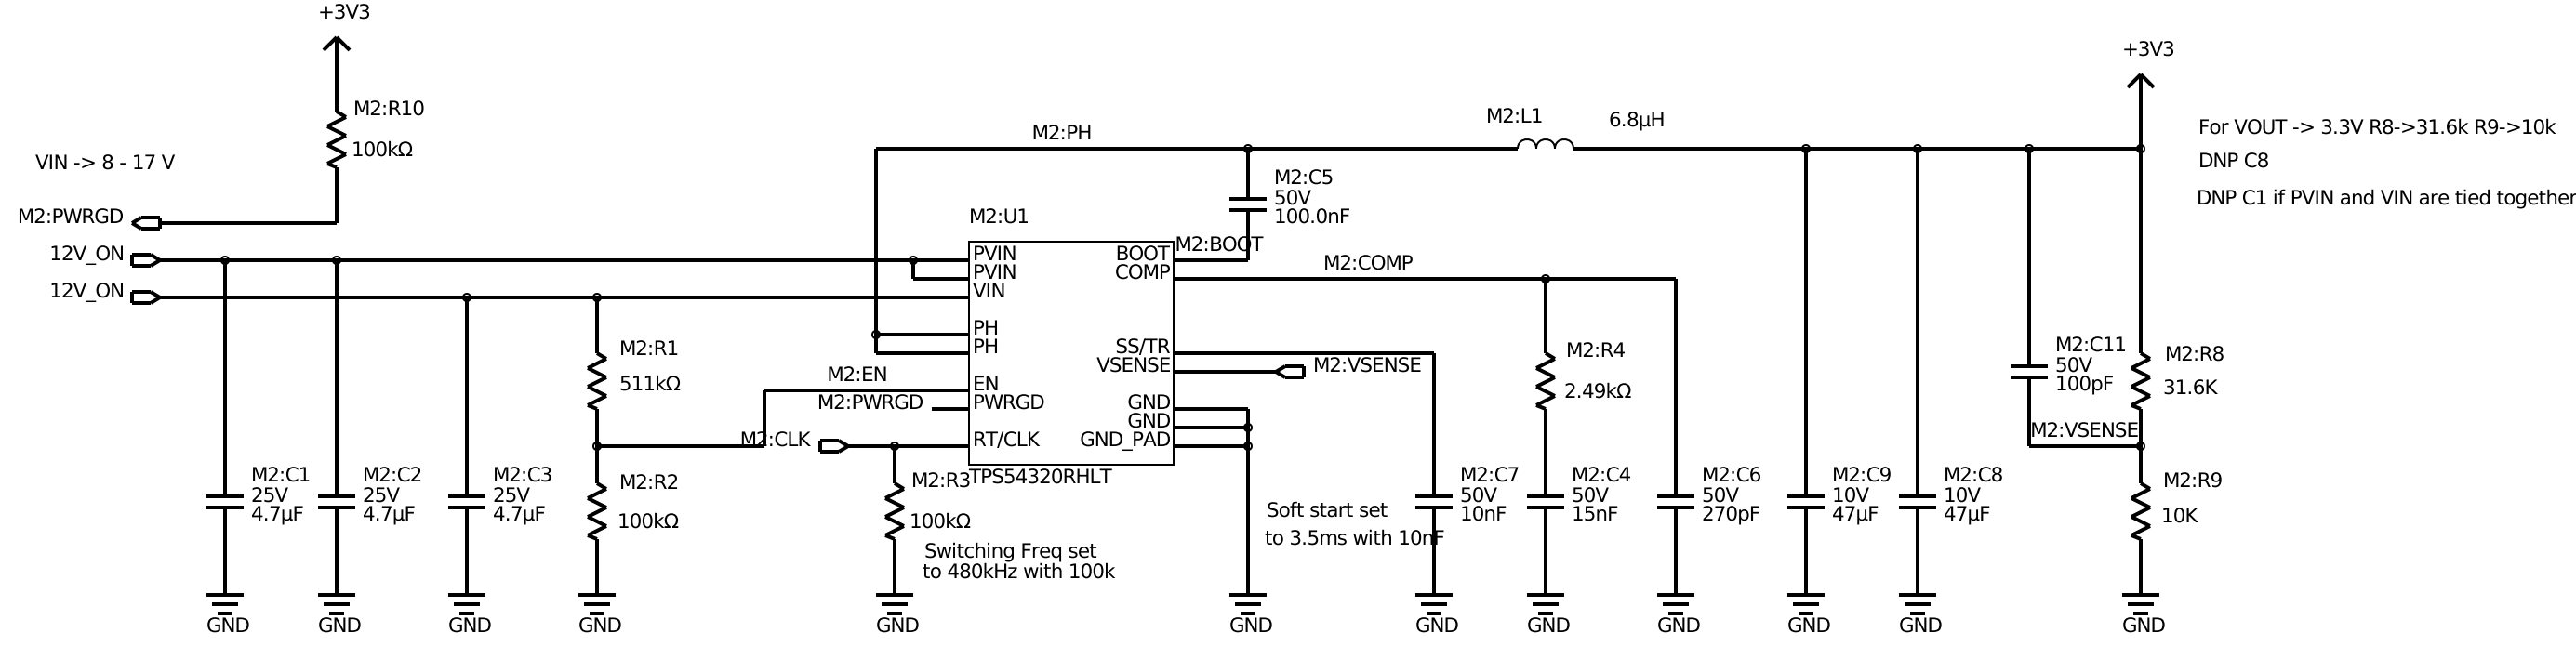 +3V3
+3V3
M2:R10
100kΩ
VIN -> 8 - 17 V
M2:PWRGD
12V_ON
12V_ON
M2:PH
M2:L1
6.8μH
For VOUT -> 3.3V R8->31.6k R9->10k
DNP C8
DNP C1 if PVIN and VIN are tied together
M2:C5
50V
100.0nF
M2:U1
PVIN
PVIN
VIN
PH
PH
EN
PWRGD
RT/CLK
BOOT
COMP
SS/TR
VSENSE
GND
GND
GND_PAD
TPS54320RHLT
M2:BOOT
M2:COMP
M2:VSENSE
M2:EN
M2:PWRGD
M2:CLK
M2:R1
511kΩ
M2:R2
100kΩ
M2:R3
100kΩ
Switching Freq set
to 480kHz with 100k
M2:R4
2.49kΩ
M2:C11
50V
100pF
M2:R8
31.6K
M2:VSENSE
M2:R9
10K
M2:C1
25V
4.7μF
M2:C2
25V
4.7μF
M2:C3
25V
4.7μF
Soft start set
to 3.5ms with 10nF
M2:C7
50V
10nF
M2:C4
50V
15nF
M2:C6
50V
270pF
M2:C9
10V
47μF
M2:C8
10V
47μF
GND
GND
GND
GND
GND
GND
GND
GND
GND
GND
GND
GND